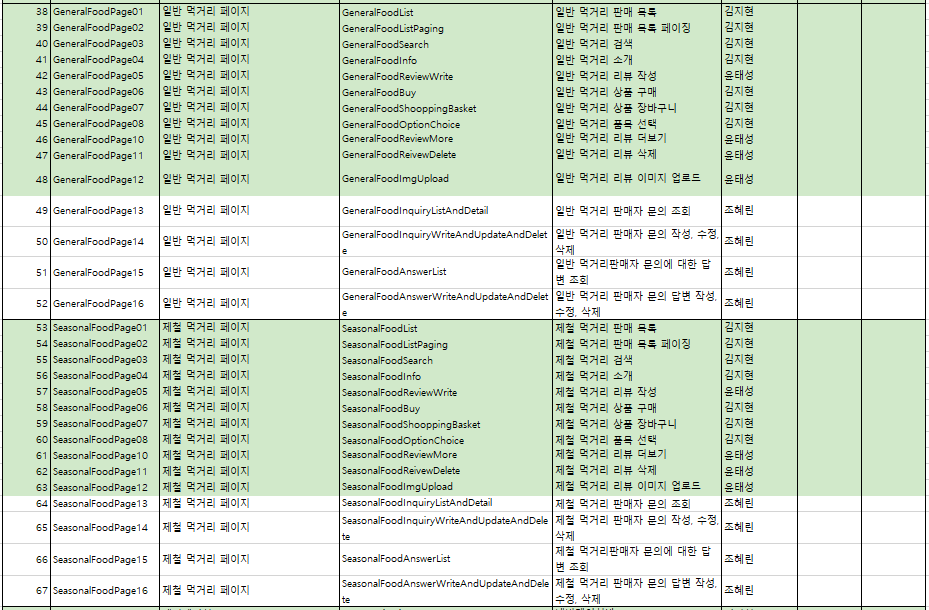 38 GeneralFoodPage01 일반 먹거리 페이지 GeneralFoodList 일반 먹거리 판매 목록 김지현
39 GeneralFoodPage02 일반 먹거리 페이지 GeneralFoodListPaging 일반 먹거리 판매 목록 페이징 김지현
40 GeneralFoodPage03 일반 먹거리 페이지 GeneralFoodSearch 일반 먹거리 검색 김지현
41 GeneralFoodPage04 일반 먹거리 페이지 GeneralFoodInfo 일반 먹거리 소개 김지현
42 GeneralFoodPage05 일반 먹거리 페이지 GeneralFoodReviewWrite 일반 먹거리 리뷰 작성 윤태성
43 GeneralFoodPage06 일반 먹거리 페이지 GeneralFoodBuy 일반 먹거리 상품 구매 김지현
44 GeneralFoodPage07 일반 먹거리 페이지 GeneralFoodShooppingBasket 일반 먹거리 상품 장바구니 김지현
45 GeneralFoodPage08 일반 먹거리 페이지 GeneralFoodOptionChoice 일반 먹거리 품목 선택 김지현
46 GeneralFoodPage10 일반 먹거리 페이지 GeneralFoodReviewMore 일반 먹거리 리뷰 더보기 윤태성
47 GeneralFoodPage11 일반 먹거리 페이지 GeneralFoodReivewDelete 일반 먹거리 리뷰 삭제 윤태성
48 GeneralFoodPage12 일반 먹거리 페이지 GeneralFoodImgUpload 일반 먹거리 리뷰 이미지 업로드 윤태성
49 GeneralFoodPage13 일반 먹거리 페이지 GeneralFoodInquiryListAndDetail 일반 먹거리 판매자 문의 조회 조혜린
50 GeneralFoodPage14 일반 먹거리 페이지 GeneralFoodInquiryWriteAndUpdateAndDelet 일반 먹거리 판매자 문의 작성, 수정, 조혜린
e 삭제
51 GeneralFoodPage15 일반 먹거리 페이지 GeneralFoodAnswerList 일반 먹거리판매자 문의에 대한 답 조혜린
변 조회
52 GeneralFoodPage16 일반 먹거리 페이지 GeneralFoodAnswerWriteAndUpdateAndDelet 일반 먹거리 판매자 문의 답변 작성, 조혜린
e 수정, 삭제
53 SeasonalFoodPage01 제철 먹거리 페이지 SeasonalFoodList 제철 먹거리 판매 목록 김지현
54 SeasonalFoodPage02 제철 먹거리 페이지 SeasonalFoodListPaging 제철 먹거리 판매 목록 페이징 김지현
55 SeasonalFoodPage03 제철 먹거리 페이지 SeasonalFoodSearch 제철 먹거리 검색 김지현
56 SeasonalFoodPage04 제철 먹거리 페이지 SeasonalFoodInfo 제철 먹거리 소개 김지현
57 SeasonalFoodPage05 제철 먹거리 페이지 SeasonalFoodReviewWrite 제철 먹거리 리뷰 작성 윤태성
58 SeasonalFoodPage06 제철 먹거리 페이지 SeasonalFoodBuy 제철 먹거리 상품 구매 김지현
59 SeasonalFoodPage07 제철 먹거리 페이지 SeasonalFoodShooppingBasket 제철 먹거리 상품 장바구니 김지현
60 SeasonalFoodPage08 제철 먹거리 페이지 SeasonalFoodOptionChoice 제철 먹거리 품목 선택 김지현
61 SeasonalFoodPage10 제철 먹거리 페이지 SeasonalFoodReviewMore 제철 먹거리 리뷰 더보기 윤태성
62 SeasonalFoodPage11 제철 먹거리 페이지 SeasonalFoodReivewDelete 제철 먹거리 리뷰 삭제 윤태성
63 SeasonalFoodPage12 제철 먹거리 페이지 SeasonalFoodImgUpload 제철 먹거리 리뷰 이미지 업로드 윤태성
64 SeasonalFoodPage13 제철 먹거리 페이지 SeasonalFoodInquiryListAndDetail 제철 먹거리 판매자 문의 조회 조혜린
65 SeasonalFoodPage14 제철 먹거리 페이지 SeasonalFoodInquiryWriteAndUpdateAndDele 제철 먹거리 판매자 문의 작성, 수정, 조혜린
te 삭제
66 SeasonalFoodPage15 제철 먹거리 페이지 SeasonalFoodAnswerList 제철 먹거리판매자 문의에 대한 답 조혜린
변 조회
67 SeasonalFoodPage16 제철 먹거리 페이지 SeasonalFoodAnswerWriteAndUpdateAndDele 제철 먹거리 판매자 문의 답변 작성, 조혜린
te 수정, 삭제